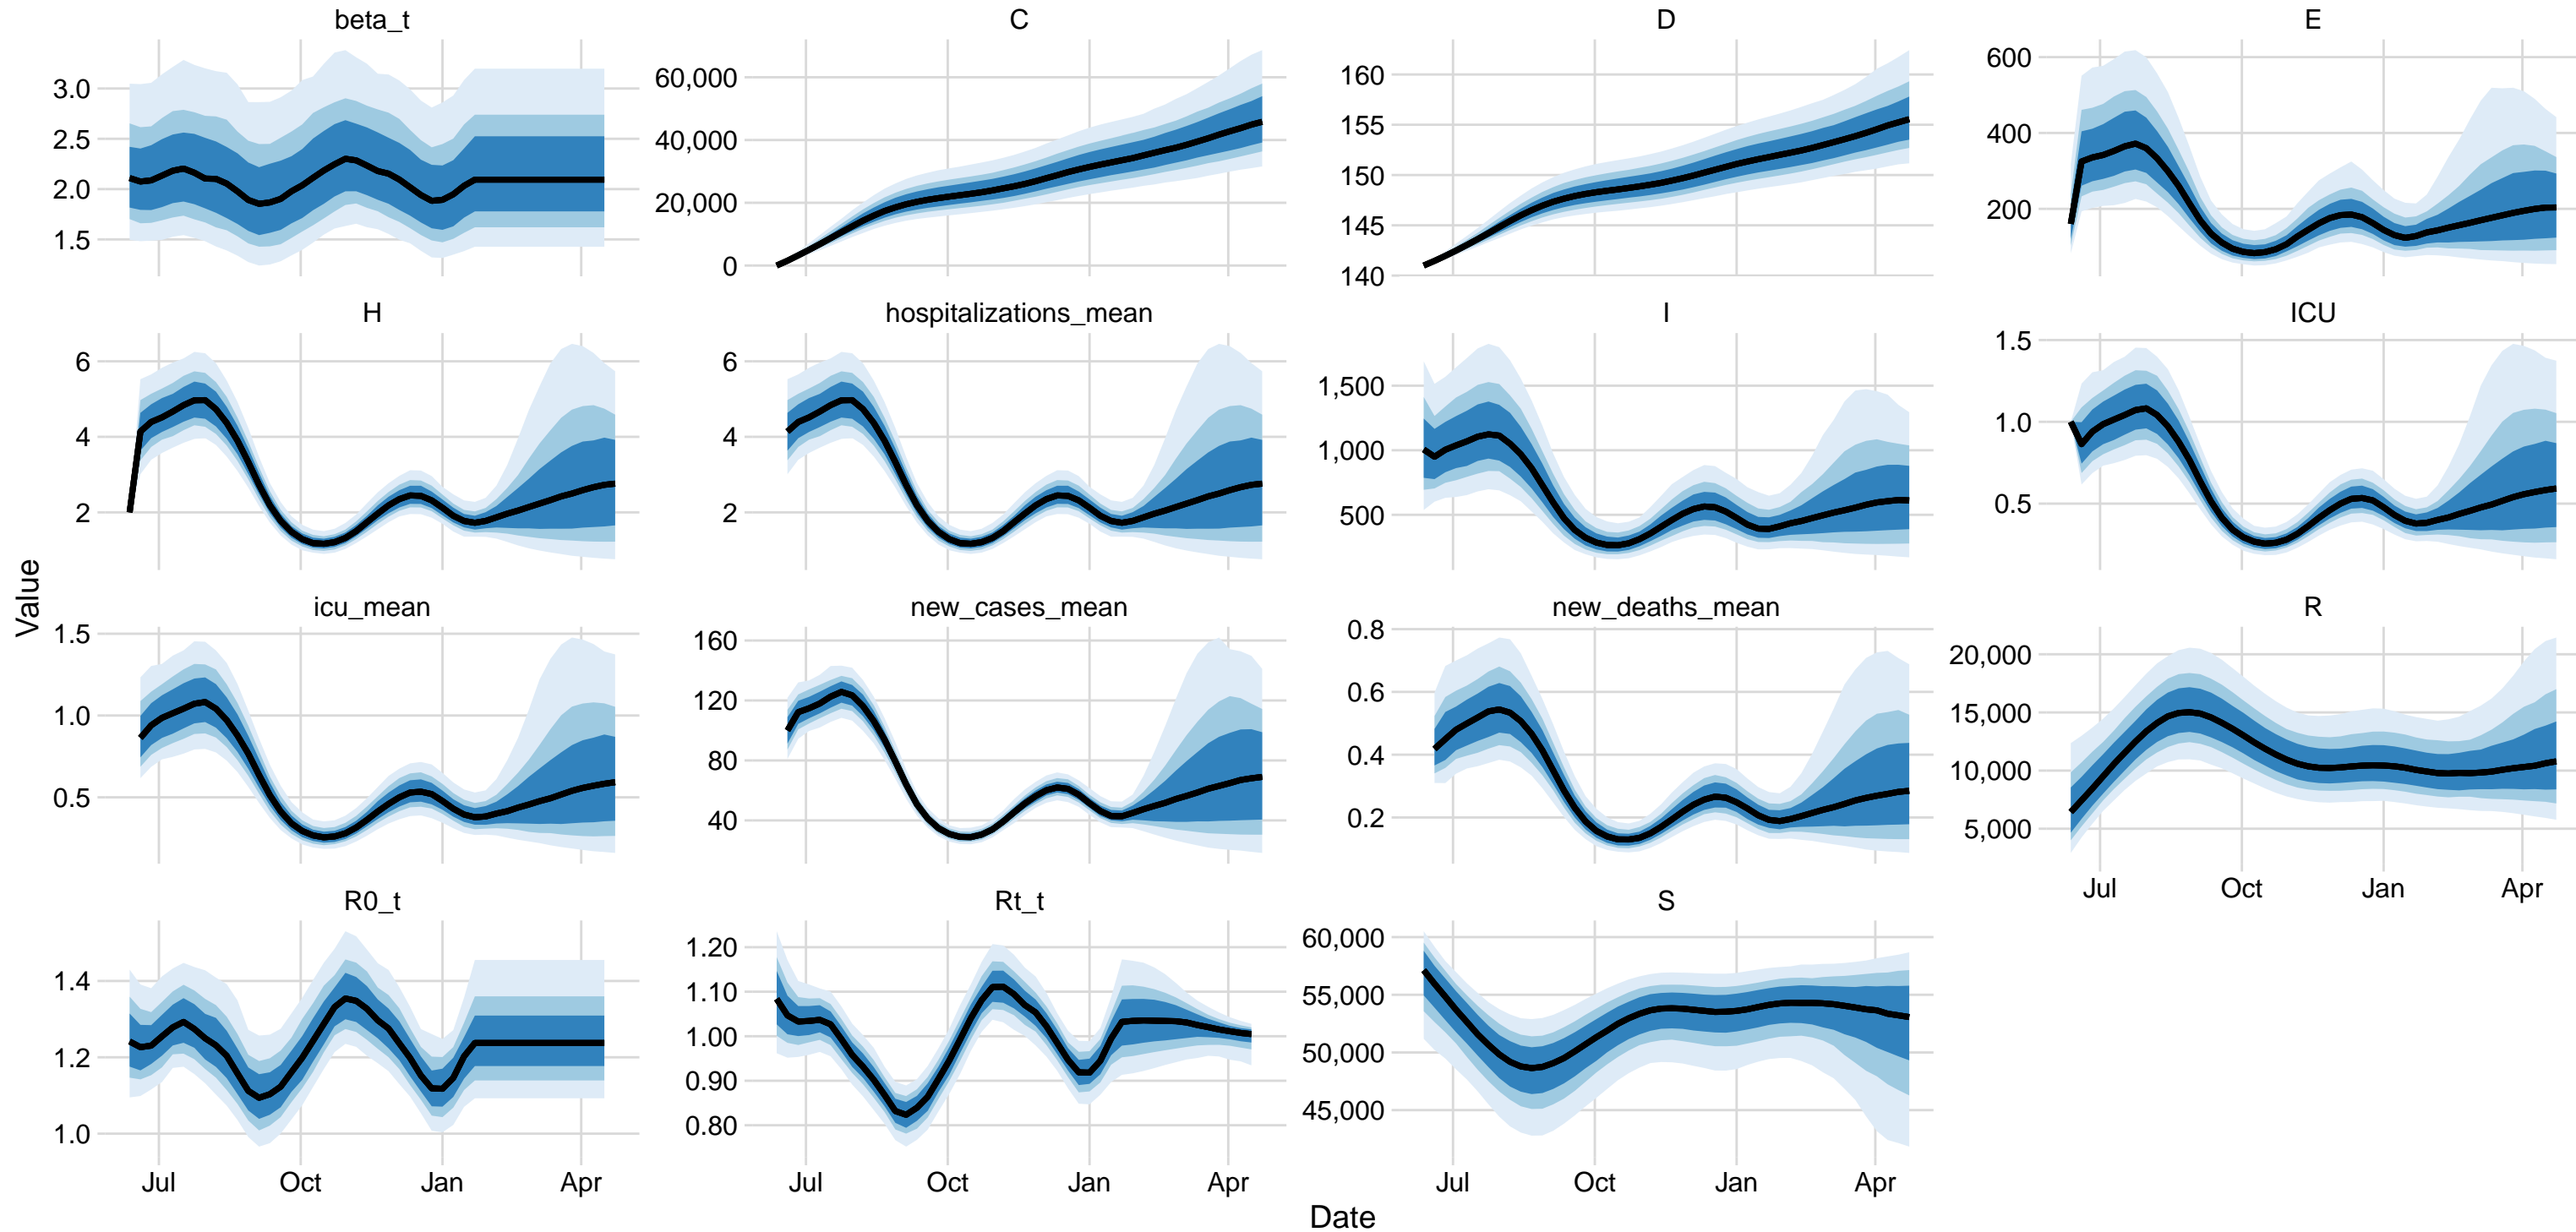 beta_t
3.0
2.5
2.0
1.5
C
60,000
40,000
20,000
0
D
160
155
150
145
140
E
600
400
200
H
6
4
2
hospitalizations_mean
6
4
2
I
1,500
1,000
500
ICU
1.5
1.0
0.5
icu_mean
1.5
1.0
0.5
new_cases_mean
160
120
80
40
new_deaths_mean
0.8
0.6
0.4
0.2
R
20,000
15,000
10,000
5,000
Jul Oct Jan Apr
R0_t
1.4
1.2
1.0
Jul Oct Jan Apr
Rt_t
1.20
1.10
1.00
0.90
0.80
Jul Oct Jan Apr
S
60,000
55,000
50,000
45,000
Jul Oct Jan Apr
Value
Date